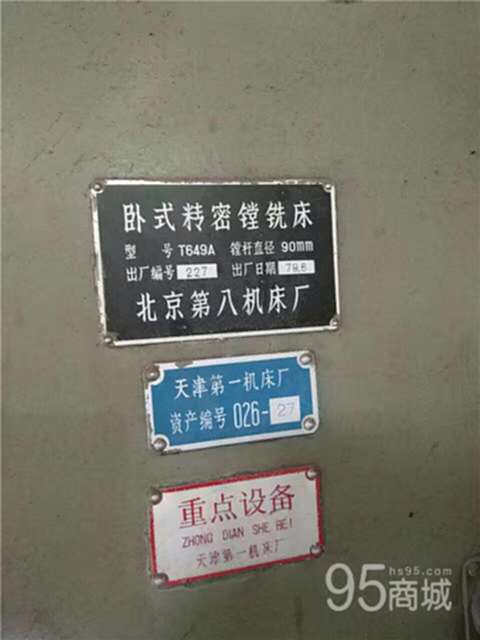 卧式精密镗铣床
型 号 T649A 镗杆直径 90mm
出厂编号 227 出厂日期 79.6
北京第八机床厂
天津第一机床厂
资产编号 026-27
重点设备
ZHONG DIAN SHE BEI
天津第一机床厂
95商城
hs95.com